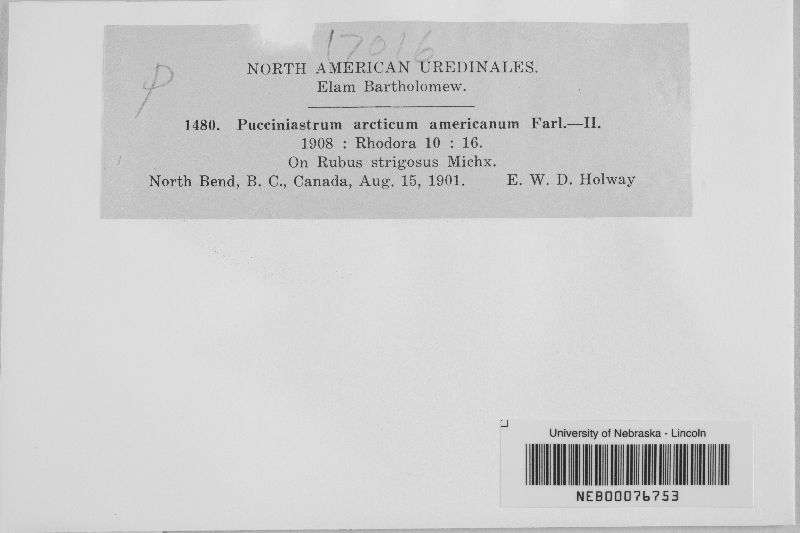 17016
NORTH AMERICAN UREDINALES.
Elam Bartholomew.
1480. Pucciniastrum arcticum americanum Farl.—II.
1908 : Rhodora 10 : 16.
On Rubus strigosus Michx.
North Bend, B. C., Canada, Aug. 15, 1901. E. W. D. Holway
University of Nebraska - Lincoln
NEB00076753